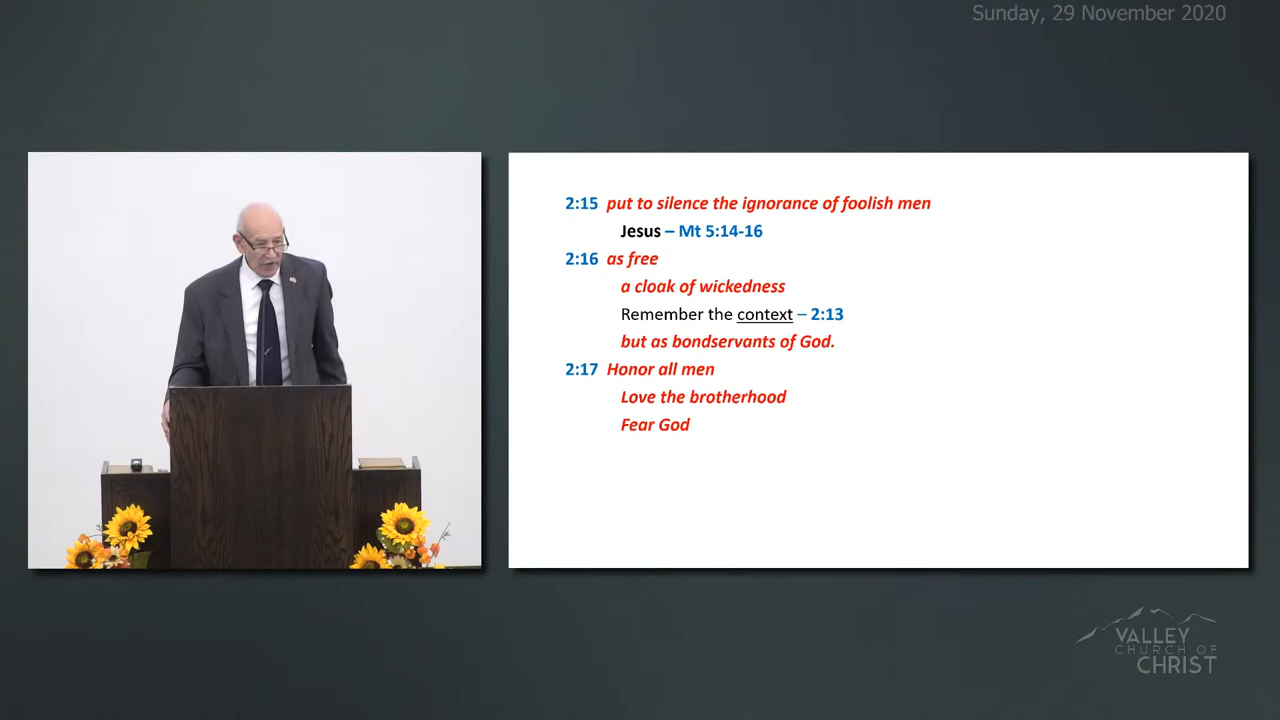 Sunday, 29 November 2020
2:15 put to silence the ignorance of foolish men
Jesus – Mt 5:14-16
2:16 as free
a cloak of wickedness
Remember the context – 2:13
but as bondservants of God.
2:17 Honor all men
Love the brotherhood
Fear God
VALLEY
CHURCH OF
CHRIST